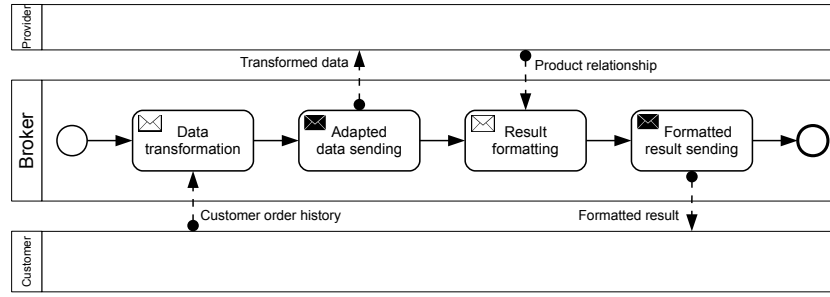 Provider
Transformed data
Product relationship
Broker
Data
transformation
Adapted
data sending
Result
formatting
Formatted
result sending
Customer order history
Formatted result
Customer